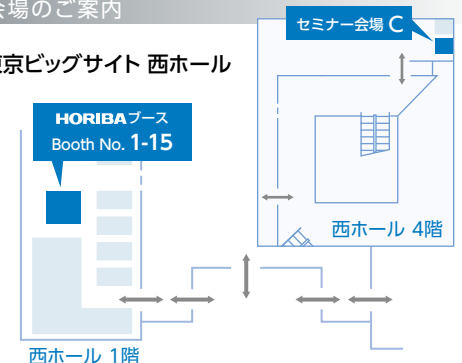 会場のご案内
東京ビッグサイト 西ホール
セミナー会場 C
HORIBAブース
Booth No. 1-15
西ホール 4階
西ホール 1階